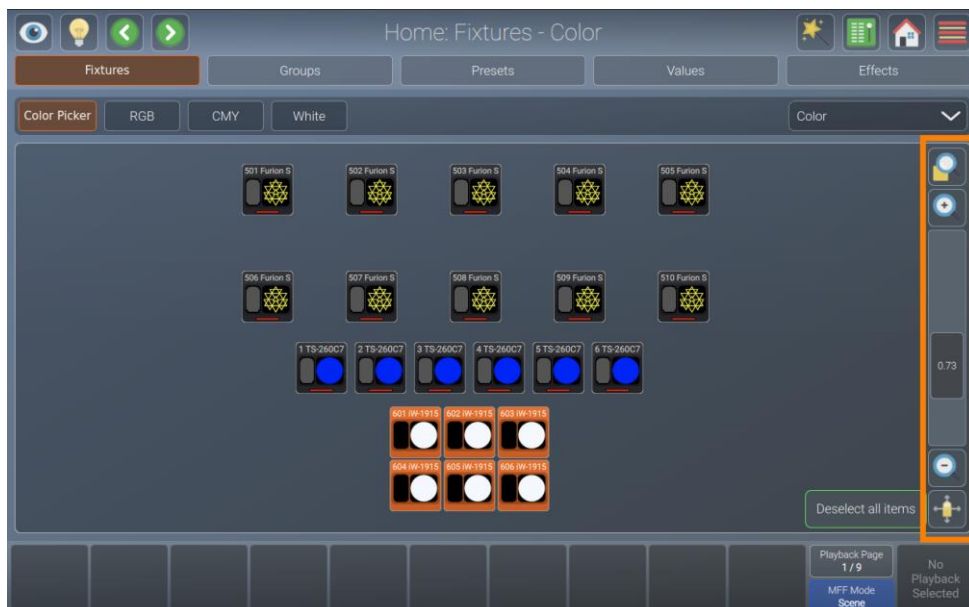 Home: Fixtures - Color
Fixtures Groups Presets Values Effects
Color Picker RGB CMY White Color
501 Furion S 502 Furion S 503 Furion S 504 Furion S 505 Furion S
506 Furion S 507 Furion S 508 Furion S 509 Furion S 510 Furion S
1 TS-260C7 2 TS-260C7 3 TS-260C7 4 TS-260C7 5 TS-260C7 6 TS-260C7
0.73
601 iW-1915 602 iW-1915 603 iW-1915
604 iW-1915 605 iW-1915 606 iW-1915
Deselect all items
Playback Page
1 / 9
MFF Mode
Scene
No
Playback
Selected